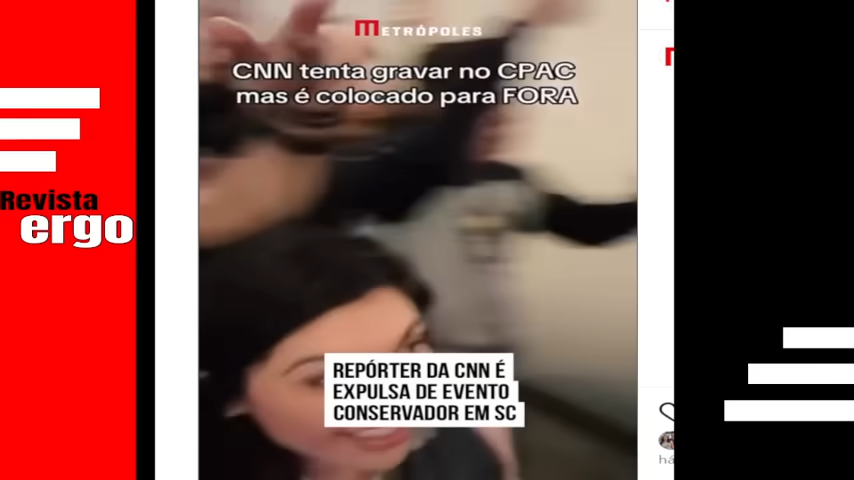 METRÓPOLES
CNN tenta gravar no CPAC
mas é colocado para FORA
Revista
ergo
REPÓRTER DA CNN É
EXPULSA DE EVENTO
CONSERVADOR EM SC
há